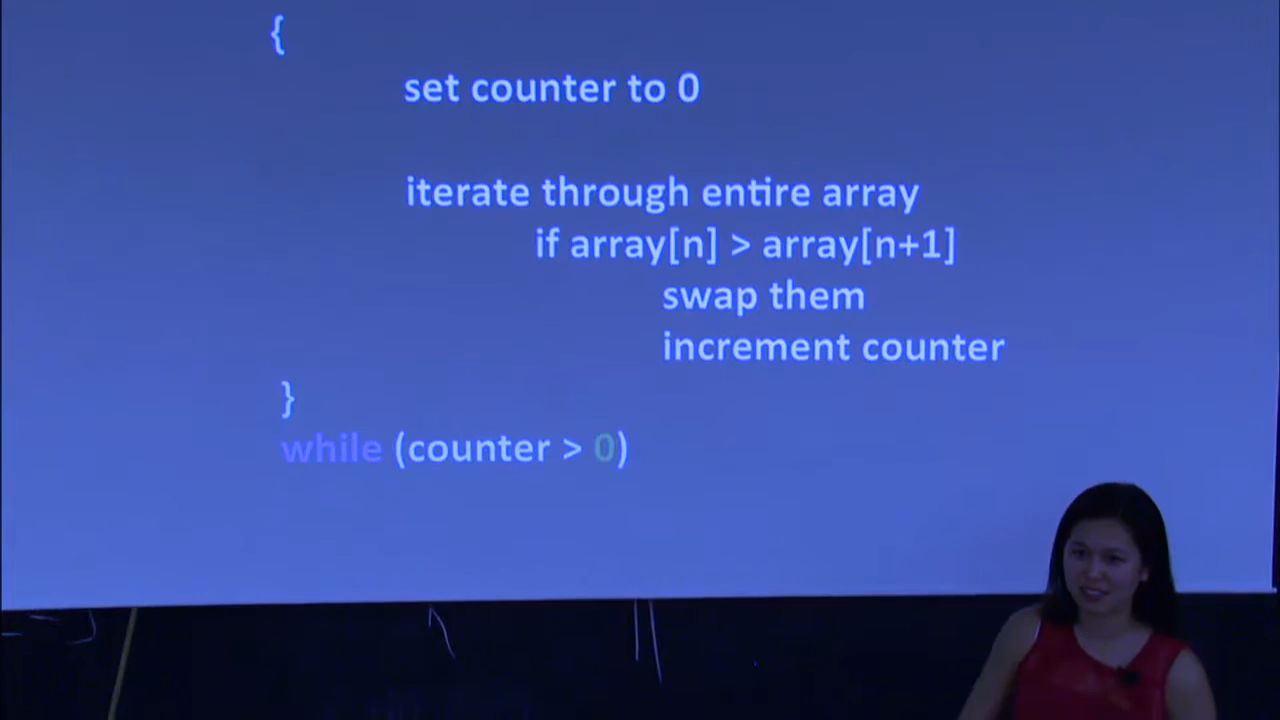 {
set counter to 0
iterate through entire array
if array[n] > array[n+1]
swap them
increment counter
}
while (counter > 0)